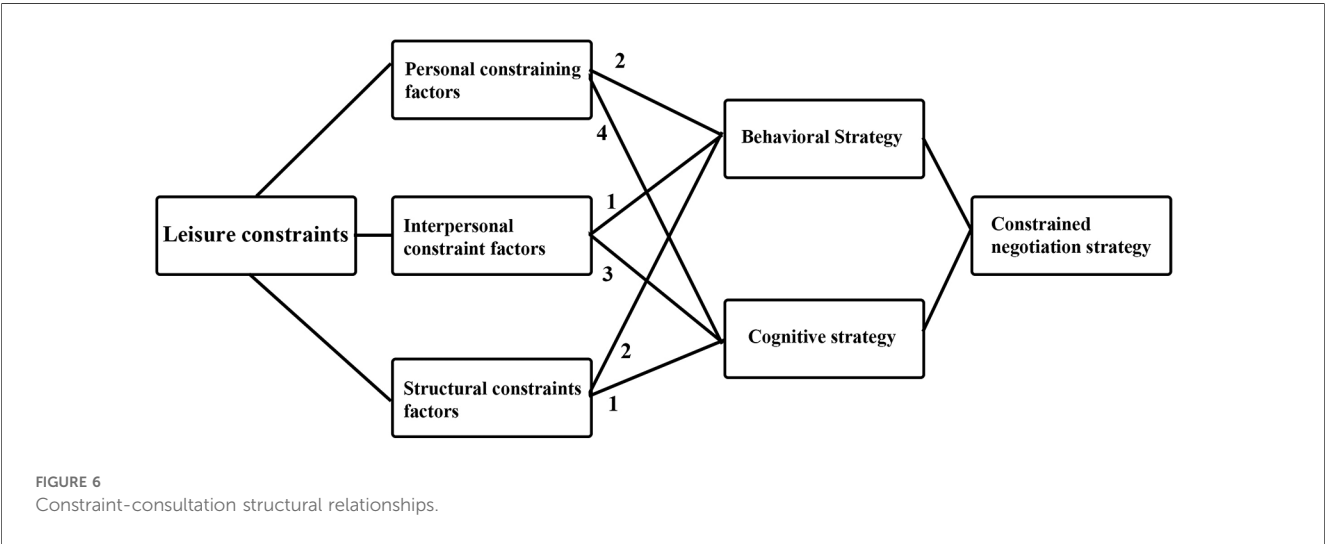 Personal constraining
factors
2
4
Behavioral Strategy
Leisure constraints
Interpersonal
constraint factors
1
3
Constrained
negotiation strategy
Cognitive strategy
Structural constraints
factors
2
1
FIGURE 6
Constraint-consultation structural relationships.